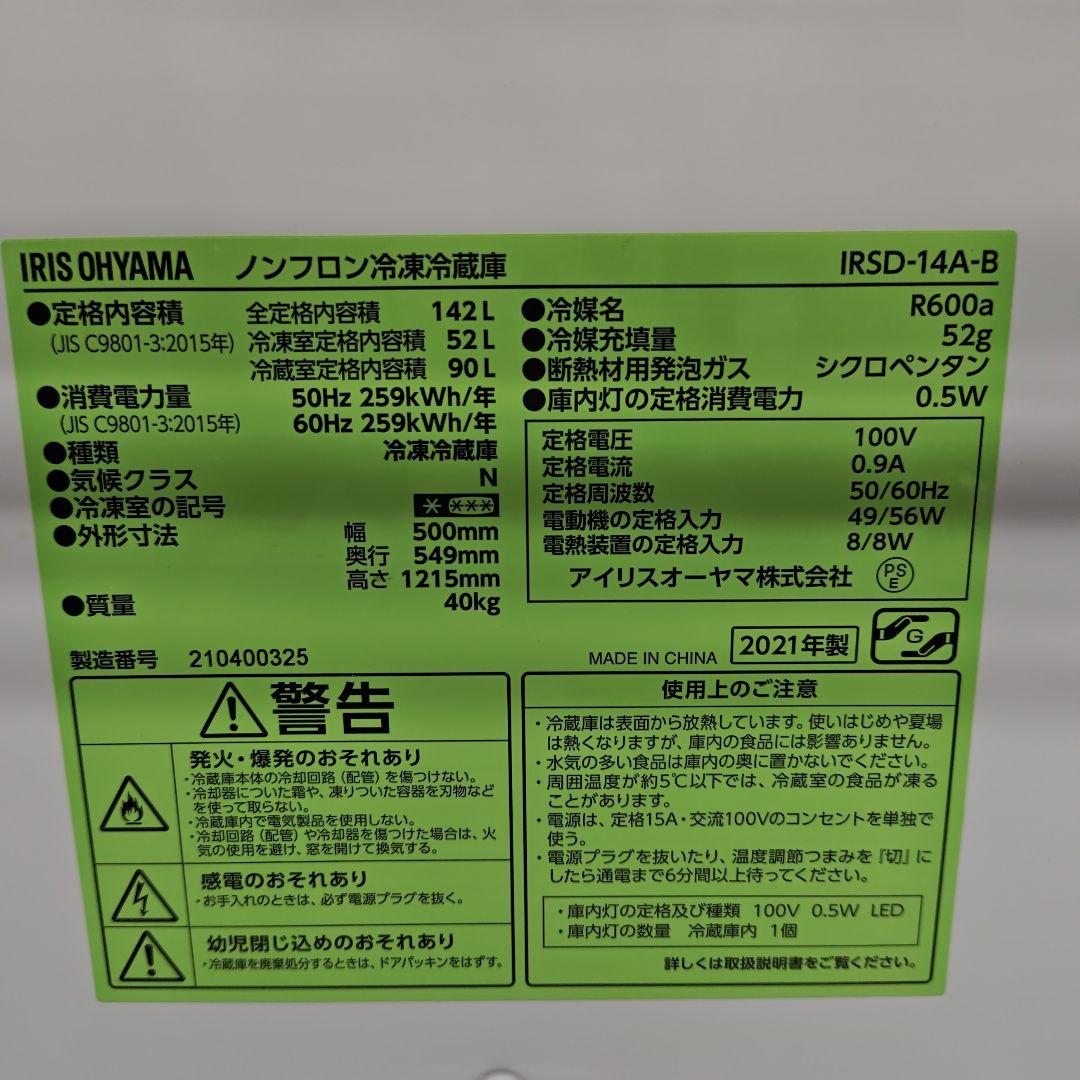 IRIS OHYAMA ノンフロン冷凍冷蔵庫 IRSD-14A-B
●定格内容積 全定格内容積 142L
(JIS C9801-3:2015年) 冷凍室定格内容積 52L
冷蔵室定格内容積 90L
●消費電力量 50Hz 259kWh/年
(JIS C9801-3:2015年) 60Hz 259kWh/年
●種類 冷凍冷蔵庫
●気候クラス N
●冷凍室の記号 * ***
●外形寸法 幅 500mm
奥行 549mm
高さ 1215mm
●質量 40kg
製造番号 210400325
●冷媒名 R600a
●冷媒充填量 52g
●断熱材用発泡ガス シクロペンタン
●庫内灯の定格消費電力 0.5W
定格電圧 100V
定格電流 0.9A
定格周波数 50/60Hz
電動機の定格入力 49/56W
電熱装置の定格入力 8/8W
アイリスオーヤマ株式会社 PSE
MADE IN CHINA 2021年製 G
警告
発火・爆発のおそれあり
・冷蔵庫本体の冷却回路（配管）を傷つけない。
・冷却器についた霜や、凍りついた容器を刃物など
を使って取らない。
・冷蔵庫内で電気製品を使用しない。
・冷却回路（配管）や冷却器を傷つけた場合は、火
気の使用を避け、窓を開けて換気する。
感電のおそれあり
・お手入れのときは、必ず電源プラグを抜く。
幼児閉じ込めのおそれあり
・冷蔵庫を廃棄処分するときは、ドアパッキンをはずす。
使用上のご注意
・冷蔵庫は表面から放熱しています。使いはじめや夏場
は熱くなりますが、庫内の食品には影響ありません。
・水気の多い食品は庫内の奥に置かないでください。
・周囲温度が約5℃以下では、冷蔵室の食品が凍る
ことがあります。
・電源は、定格15A・交流100Vのコンセントを単独で
使う。
・電源プラグを抜いたり、温度調節つまみを『切』に
したら通電まで6分間以上待ってください。
・庫内灯の定格及び種類 100V 0.5W LED
・庫内灯の数量 冷蔵庫内 1個
詳しくは取扱説明書をご覧ください。